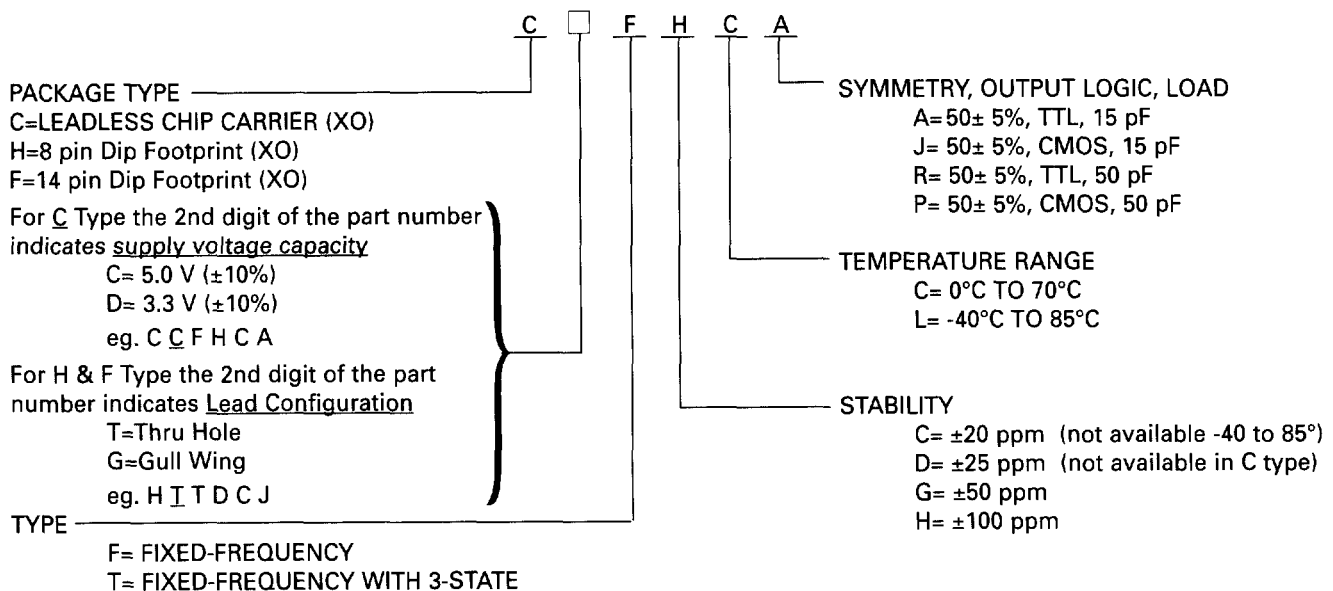 C □ F H C A
PACKAGE TYPE
C=LEADLESS CHIP CARRIER (XO)
H=8 pin Dip Footprint (XO)
F=14 pin Dip Footprint (XO)
For C Type the 2nd digit of the part number
indicates supply voltage capacity
C= 5.0 V (±10%)
D= 3.3 V (±10%)
eg. C C F H C A
For H & F Type the 2nd digit of the part
number indicates Lead Configuration
T=Thru Hole
G=Gull Wing
eg. H T T D C J
TYPE
F= FIXED-FREQUENCY
T= FIXED-FREQUENCY WITH 3-STATE
SYMMETRY, OUTPUT LOGIC, LOAD
A=50± 5%, TTL, 15 pF
J= 50± 5%, CMOS, 15 pF
R= 50± 5%, TTL, 50 pF
P= 50± 5%, CMOS, 50 pF
TEMPERATURE RANGE
C= 0°C TO 70°C
L= -40°C TO 85°C
STABILITY
C= ±20 ppm (not available -40 to 85°)
D= ±25 ppm (not available in C type)
G= ±50 ppm
H= ±100 ppm